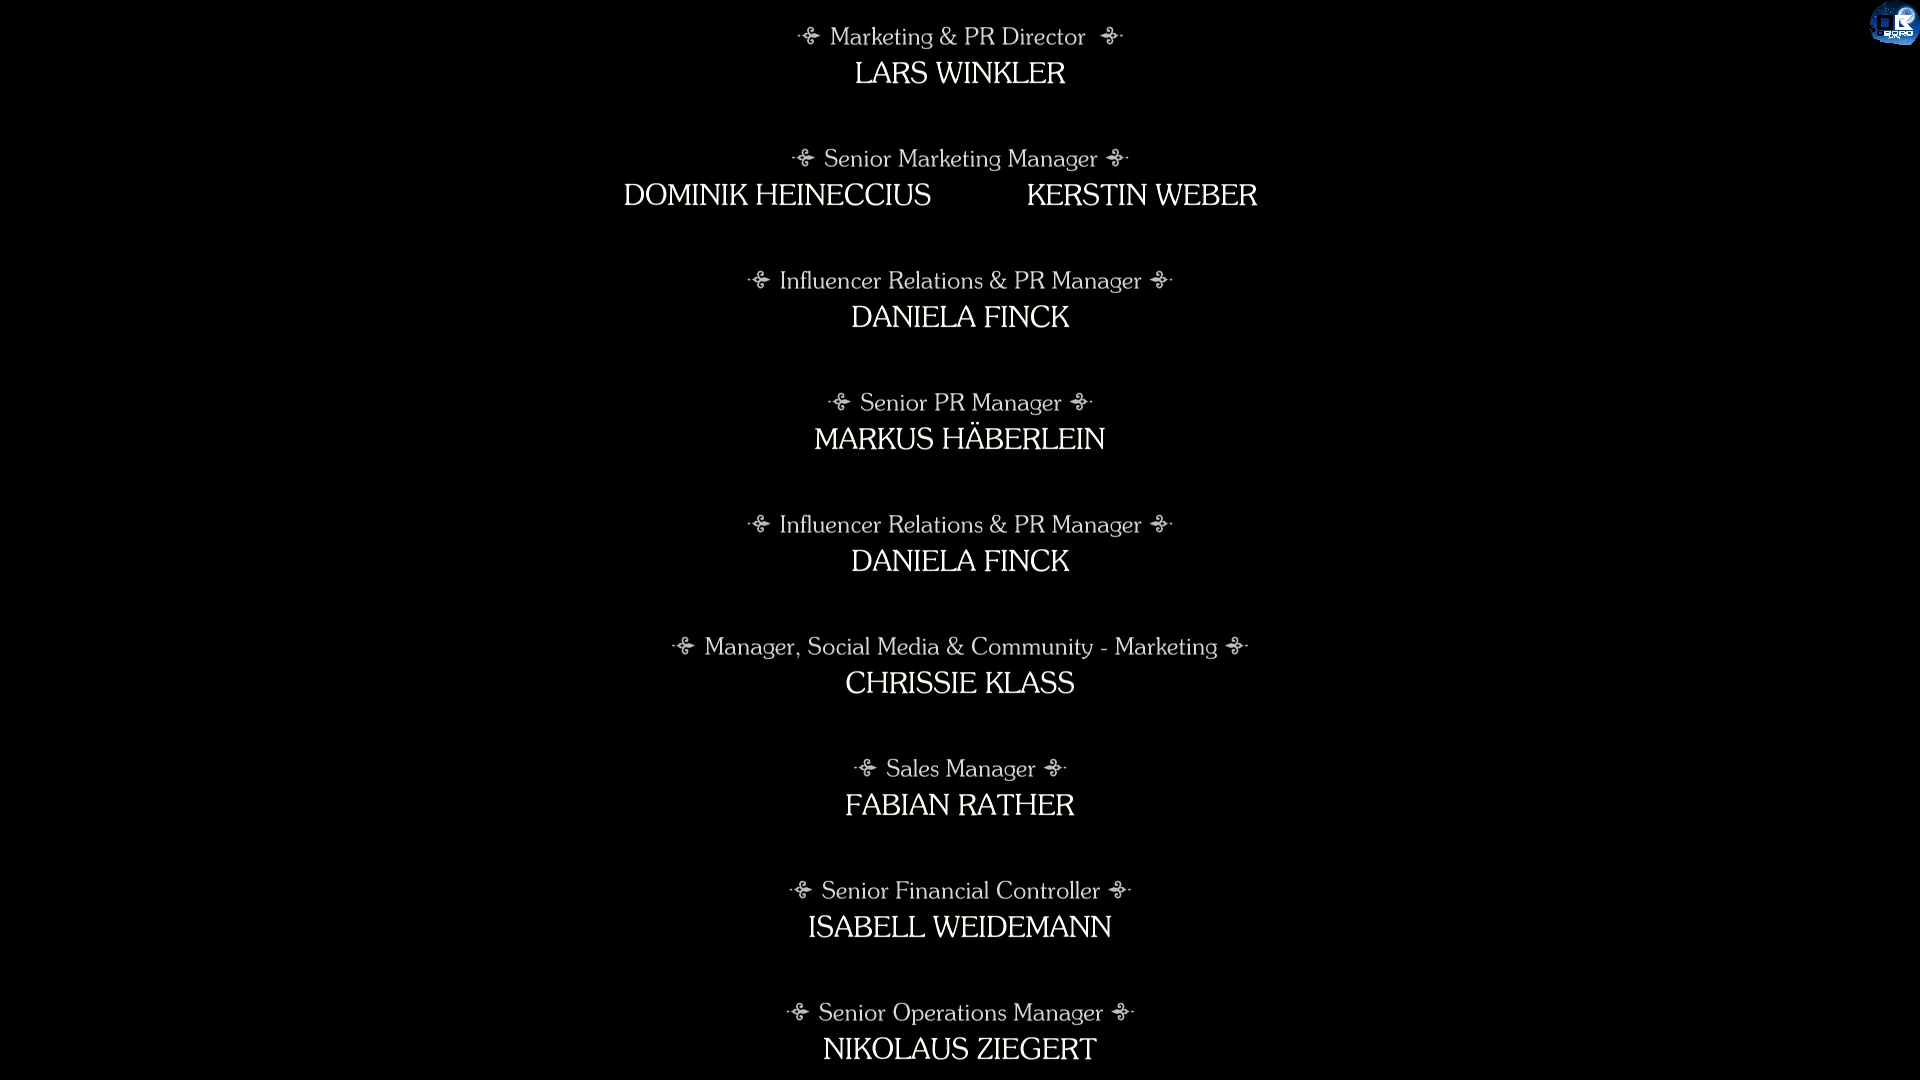 Marketing & PR Director
LARS WINKLER
Senior Marketing Manager
DOMINIK HEINECCIUS KERSTIN WEBER
Influencer Relations & PR Manager
DANIELA FINCK
Senior PR Manager
MARKUS HÄBERLEIN
Influencer Relations & PR Manager
DANIELA FINCK
Manager, Social Media & Community - Marketing
CHRISSIE KLASS
Sales Manager
FABIAN RATHER
Senior Financial Controller
ISABELL WEIDEMANN
Senior Operations Manager
NIKOLAUS ZIEGERT